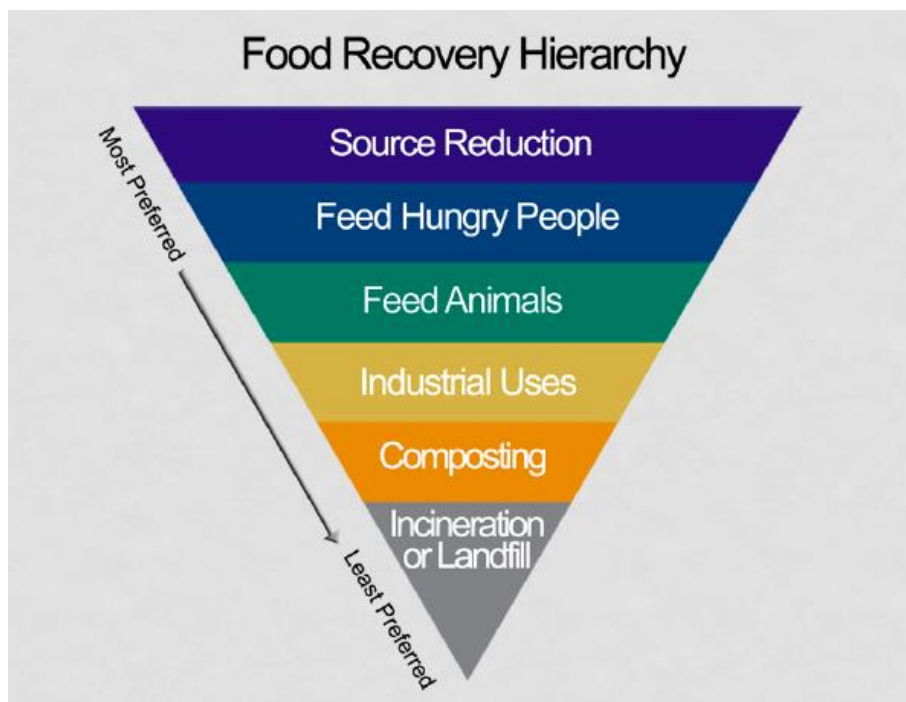 Food Recovery Hierarchy
Most Preferred
Source Reduction
Feed Hungry People
Feed Animals
Industrial Uses
Composting
Incineration
or Landfill
Least Preferred